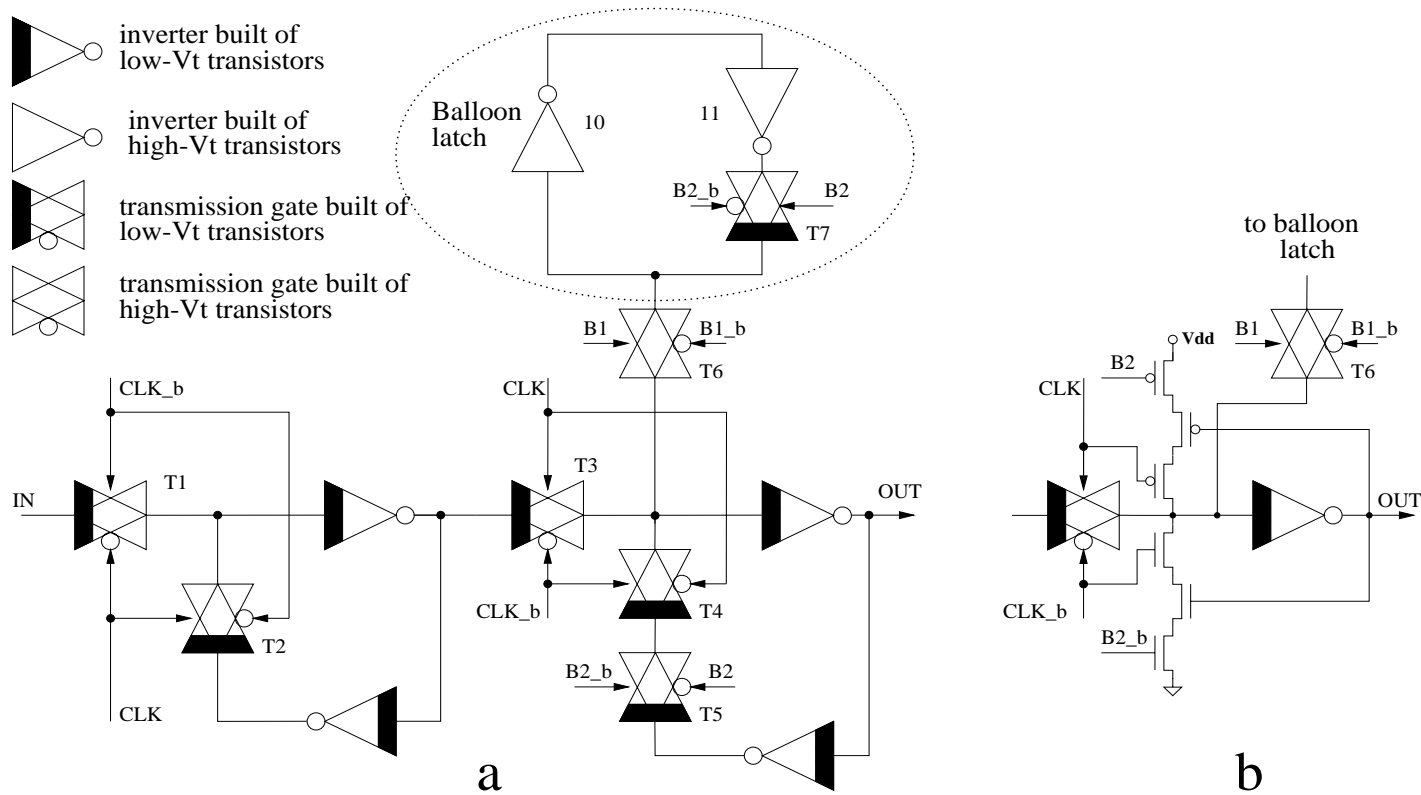 inverter built of
low-Vt transistors
inverter built of
high-Vt transistors
transmission gate built of
low-Vt transistors
transmission gate built of
high-Vt transistors
Balloon
latch
10
11
B2_b
B2
T7
B1
B1_b
T6
CLK_b
T1
IN
T2
CLK
CLK
T3
CLK_b
T4
B2_b
B2
T5
OUT
a
to balloon
latch
Vdd
B1
B1_b
T6
B2
CLK
OUT
CLK_b
B2_b
b